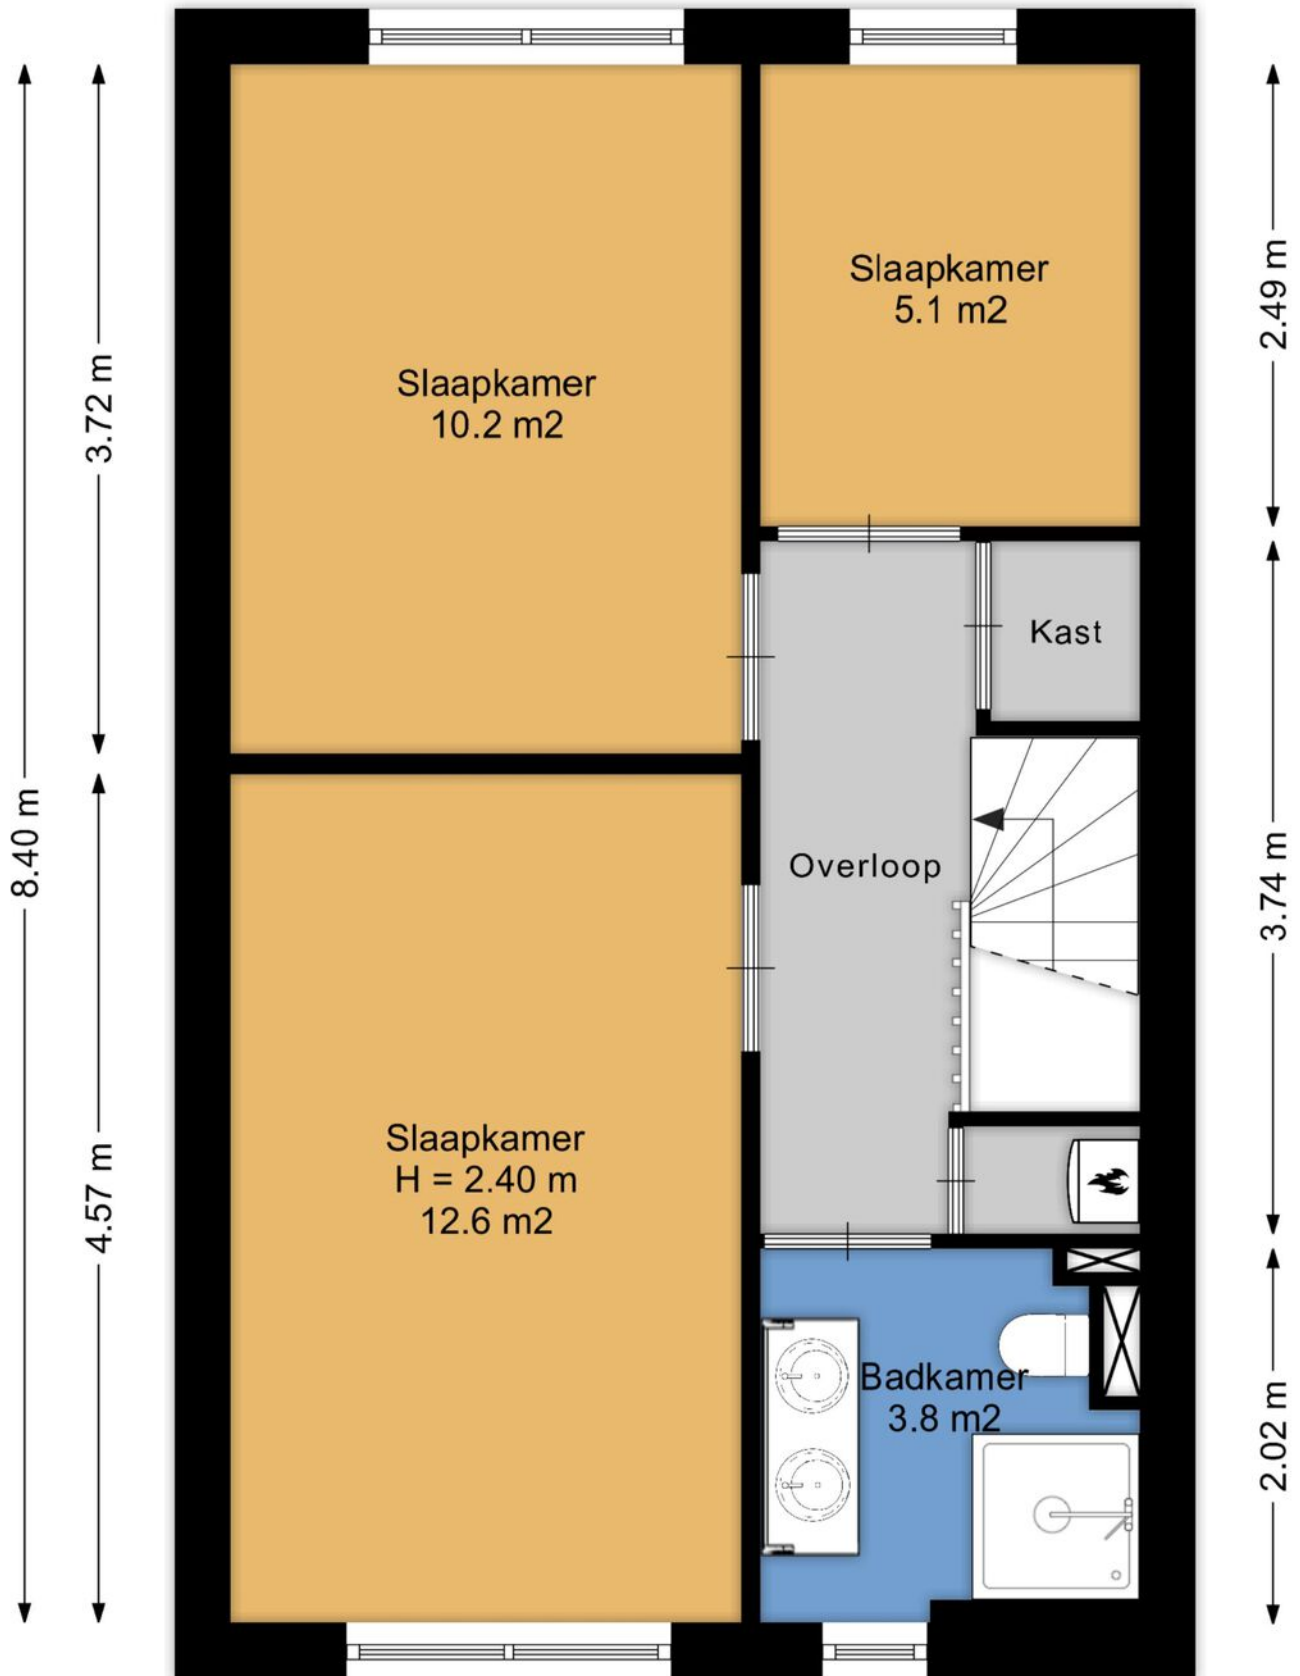 Slaapkamer
5.1 m2
2.49 m
Slaapkamer
10.2 m2
3.72 m
Kast
8.40 m
Overloop
3.74 m
Slaapkamer
H = 2.40 m
12.6 m2
4.57 m
Badkamer
3.8 m2
2.02 m